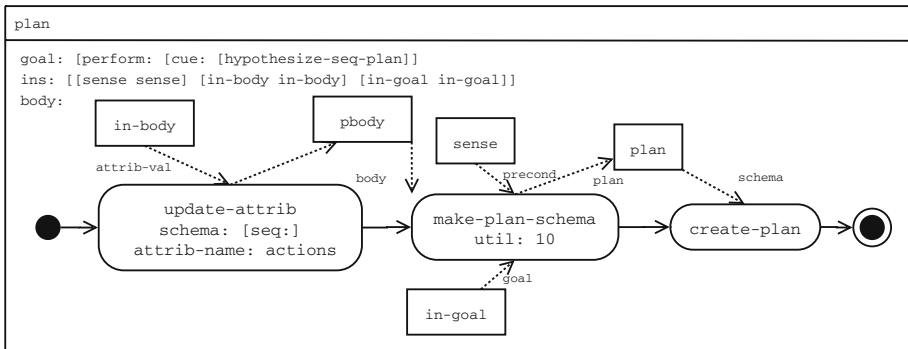 plan
goal: [perform: [cue: [hypothesize-seq-plan]]
ins: [[sense sense] [in-body in-body] [in-goal in-goal]]
body:
in-body
pbody
sense
plan
attrib-val
body
precond
plan
schema
update-attrib
schema: [seq:]
attrib-name: actions
make-plan-schema
util: 10
create-plan
goal
in-goal